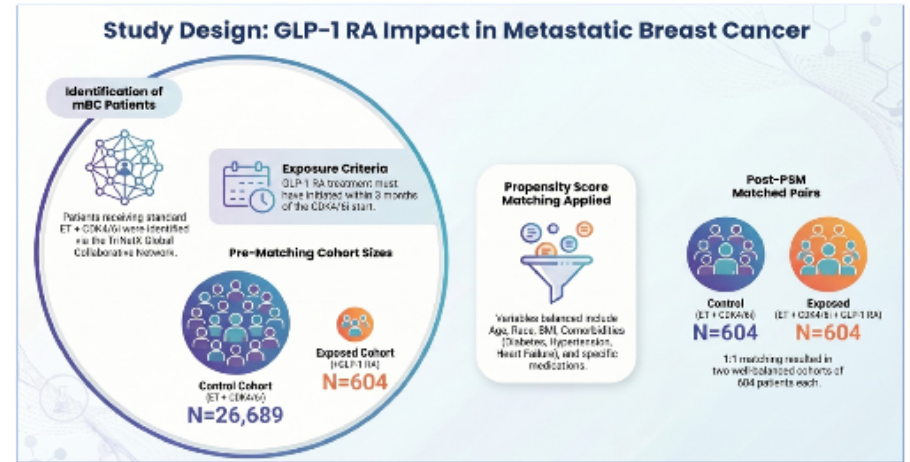 Study Design: GLP-1 RA Impact in Metastatic Breast Cancer
Identification of
mBC Patients
Patients receiving standard
ET + CDK4/6i were identified
via the TriNetX Global
Collaborative Network.
Exposure Criteria
GLP-1 RA treatment must
have initiated within 3 months
of the CDK4/6i start.
Pre-Matching Cohort Sizes
Control Cohort
(ET + CDK4/6i)
N=26,689
Exposed Cohort
(+GLP-1 RA)
N=604
Propensity Score
Matching Applied
Variables balanced include
Age, Race, BMI, Comorbidities
(Diabetes, Hypertension,
Heart Failure), and specific
medications.
Post-PSM
Matched Pairs
Control
(ET + CDK4/6i)
N=604
Exposed
(ET + CDK4/6i + GLP-1 RA)
N=604
1:1 matching resulted in
two well-balanced cohorts of
604 patients each.